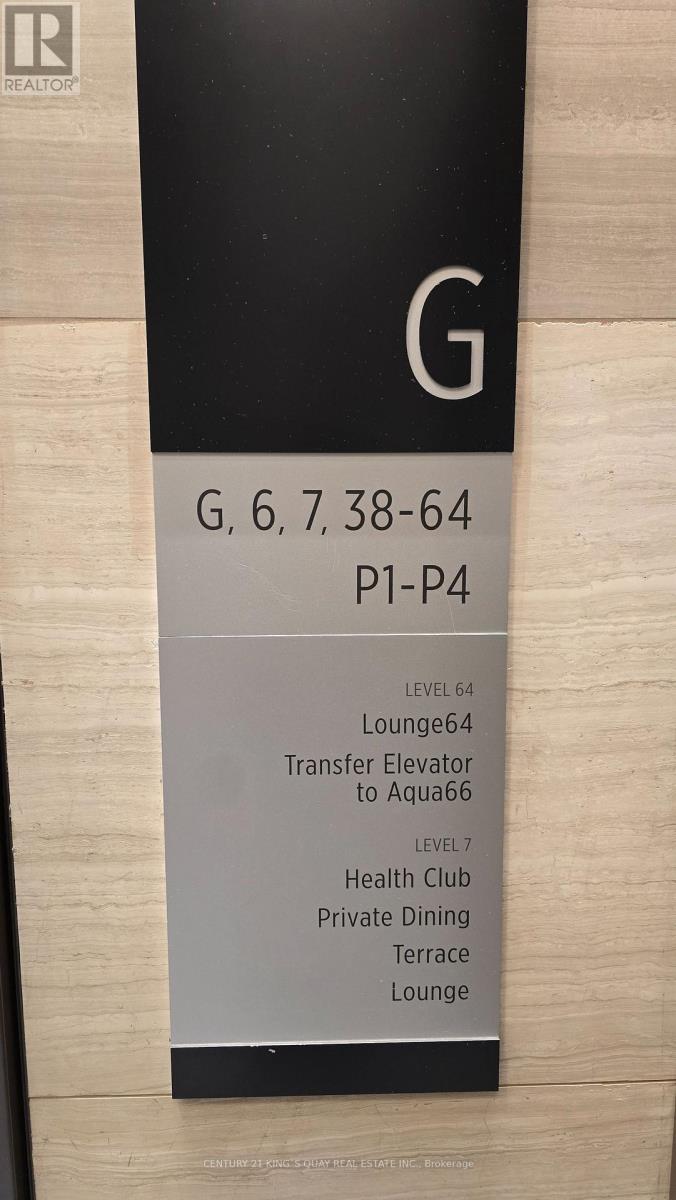 R
REALTOR®
G
G, 6, 7, 38-64
P1-P4
LEVEL 64
Lounge64
Transfer Elevator
to Aqua66
LEVEL 7
Health Club
Private Dining
Terrace
Lounge
CENTURY 21 KING`S QUAY REAL ESTATE INC., Brokerage